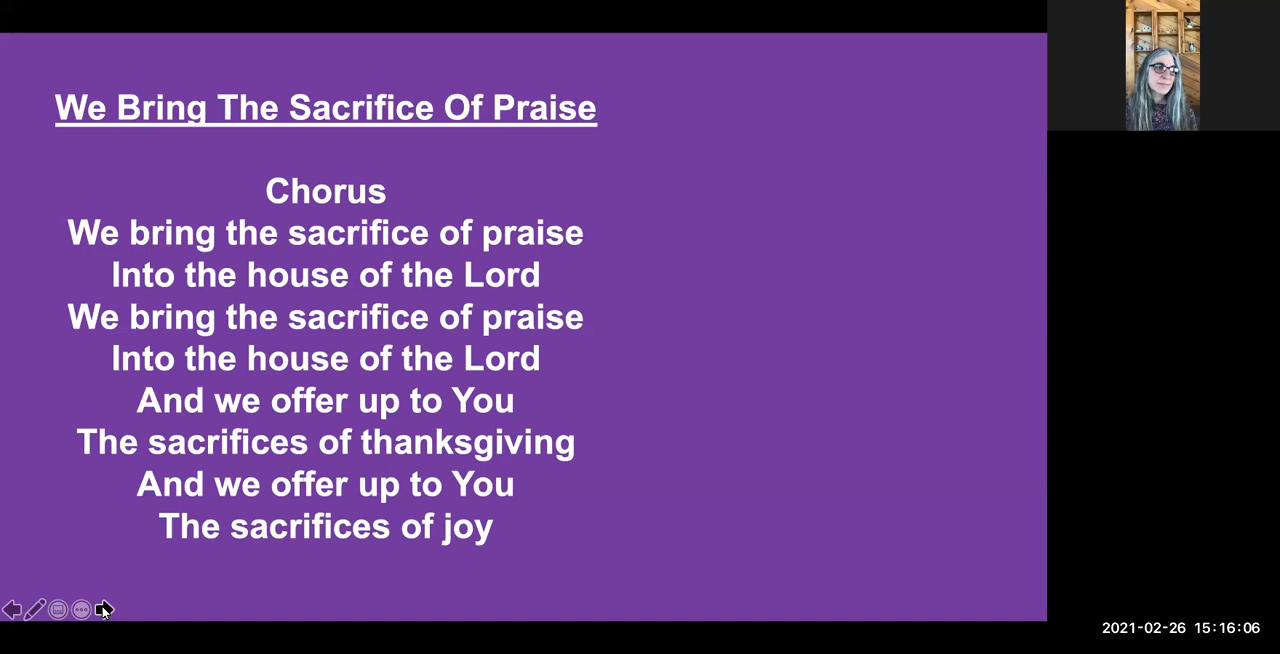 We Bring The Sacrifice Of Praise
Chorus
We bring the sacrifice of praise
Into the house of the Lord
We bring the sacrifice of praise
Into the house of the Lord
And we offer up to You
The sacrifices of thanksgiving
And we offer up to You
The sacrifices of joy
2021-02-26 15:16:06